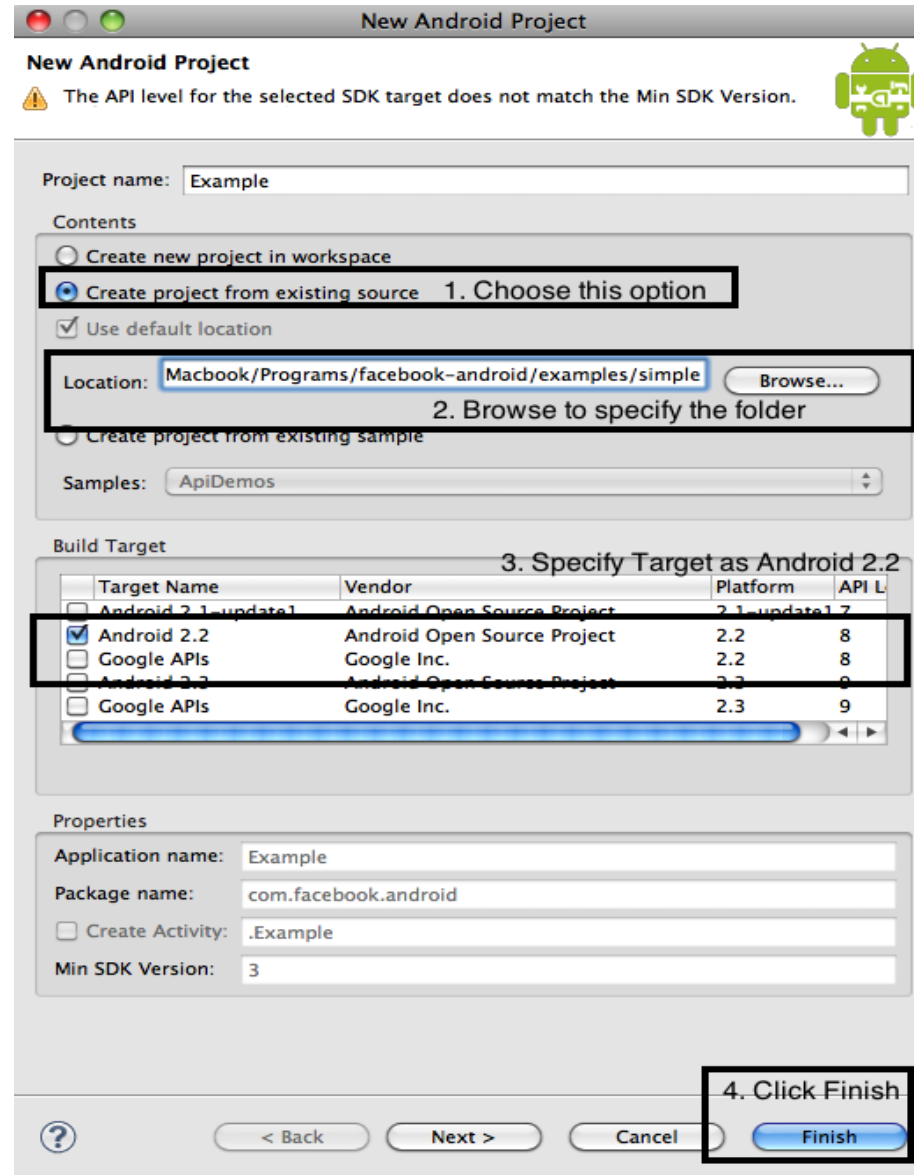 New Android Project
New Android Project
The API level for the selected SDK target does not match the Min SDK Version.
Project name: Example
Contents
Create new project in workspace
Create project from existing source 1. Choose this option
Use default location
Location: Macbook/Programs/facebook-android/examples/simple Browse...
2. Browse to specify the folder
Create project from existing sample
Samples: ApiDemos
Build Target
3. Specify Target as Android 2.2
Target Name Vendor Platform API L
Android 2.1-update1 Android Open Source Project 2.1-update1 7
Android 2.2 Android Open Source Project 2.2 8
Google APIs Google Inc. 2.2 8
Android 2.3 Android Open Source Project 2.3 9
Google APIs Google Inc. 2.3 9
Properties
Application name: Example
Package name: com.facebook.android
Create Activity: .Example
Min SDK Version: 3
4. Click Finish
? < Back Next > Cancel Finish